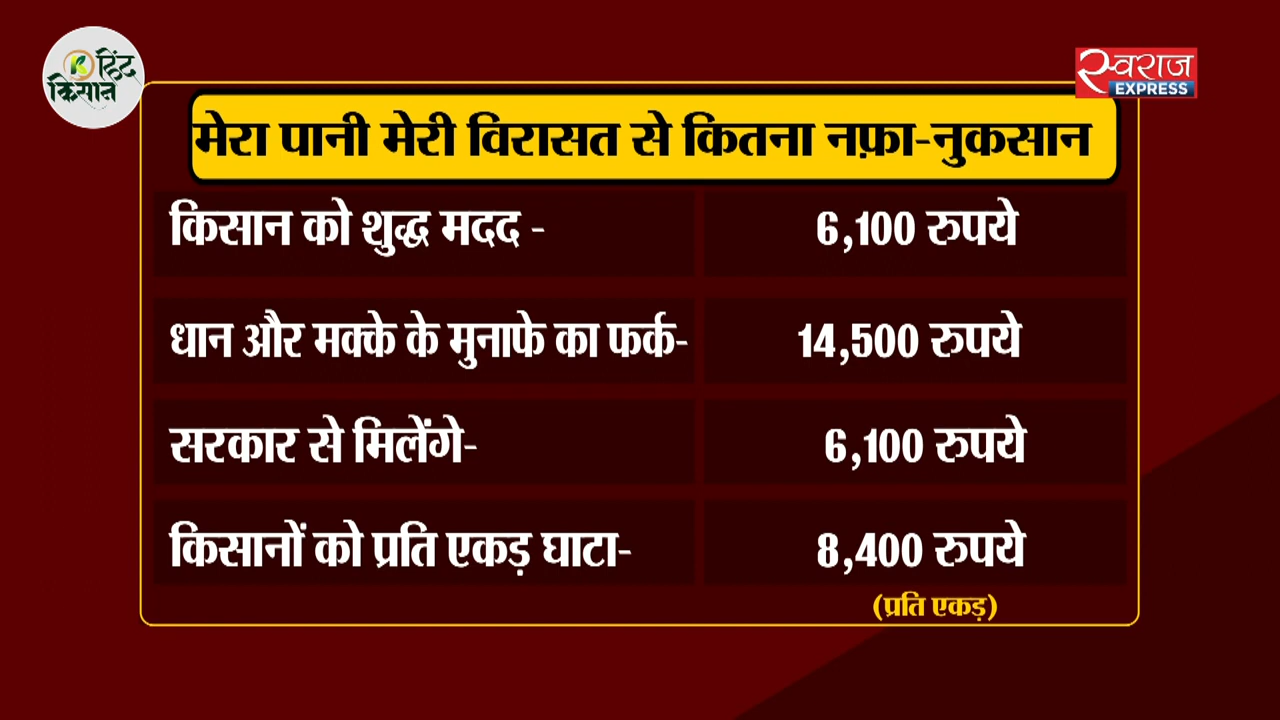 हिंद
किसान
स्वराज
EXPRESS
मेरा पानी मेरी विरासत से कितना नफ़ा-नुकसान
किसान को शुद्ध मदद - 6,100 रुपये
धान और मक्के के मुनाफे का फर्क- 14,500 रुपये
सरकार से मिलेंगे- 6,100 रुपये
किसानों को प्रति एकड़ घाटा- 8,400 रुपये
(प्रति एकड़)